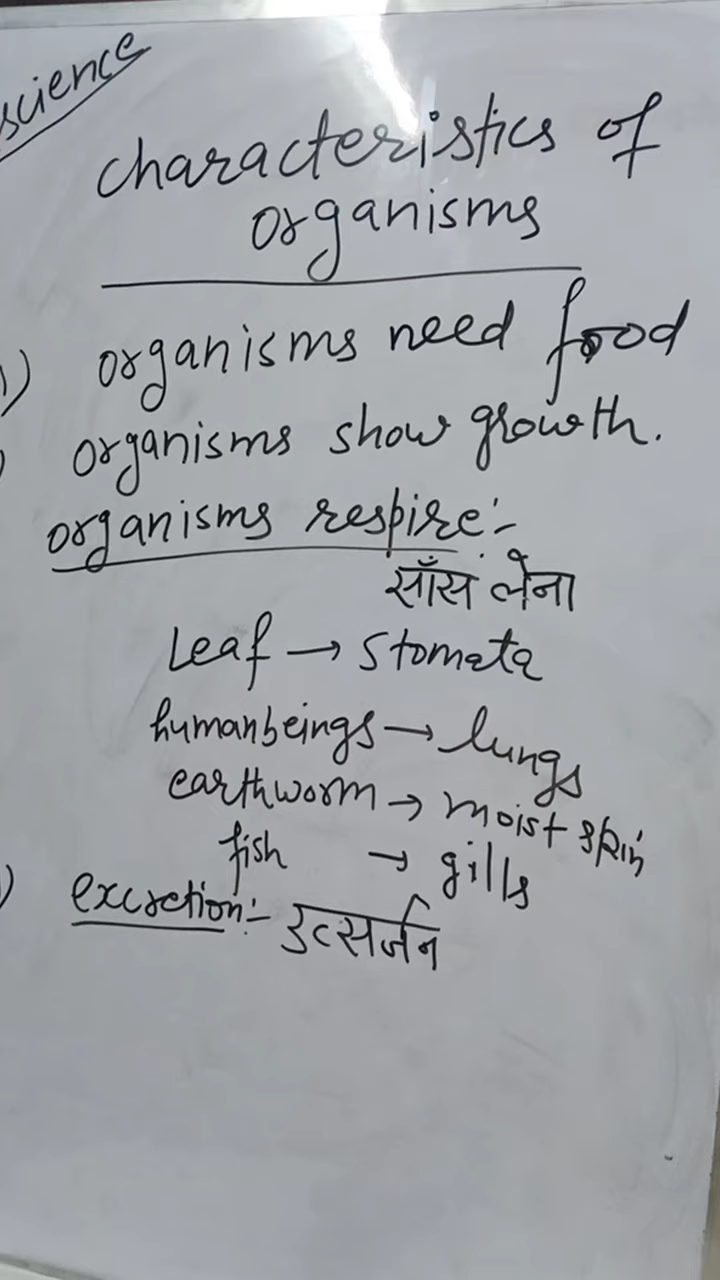 science
characteristics of
organisms
1) organisms need food
) organisms show growth.
organisms respire:-
साँस लेना
Leaf → stomata
humanbeings → lungs
earthworm → moist skin
fish → gills
) excretion:- उत्सर्जन